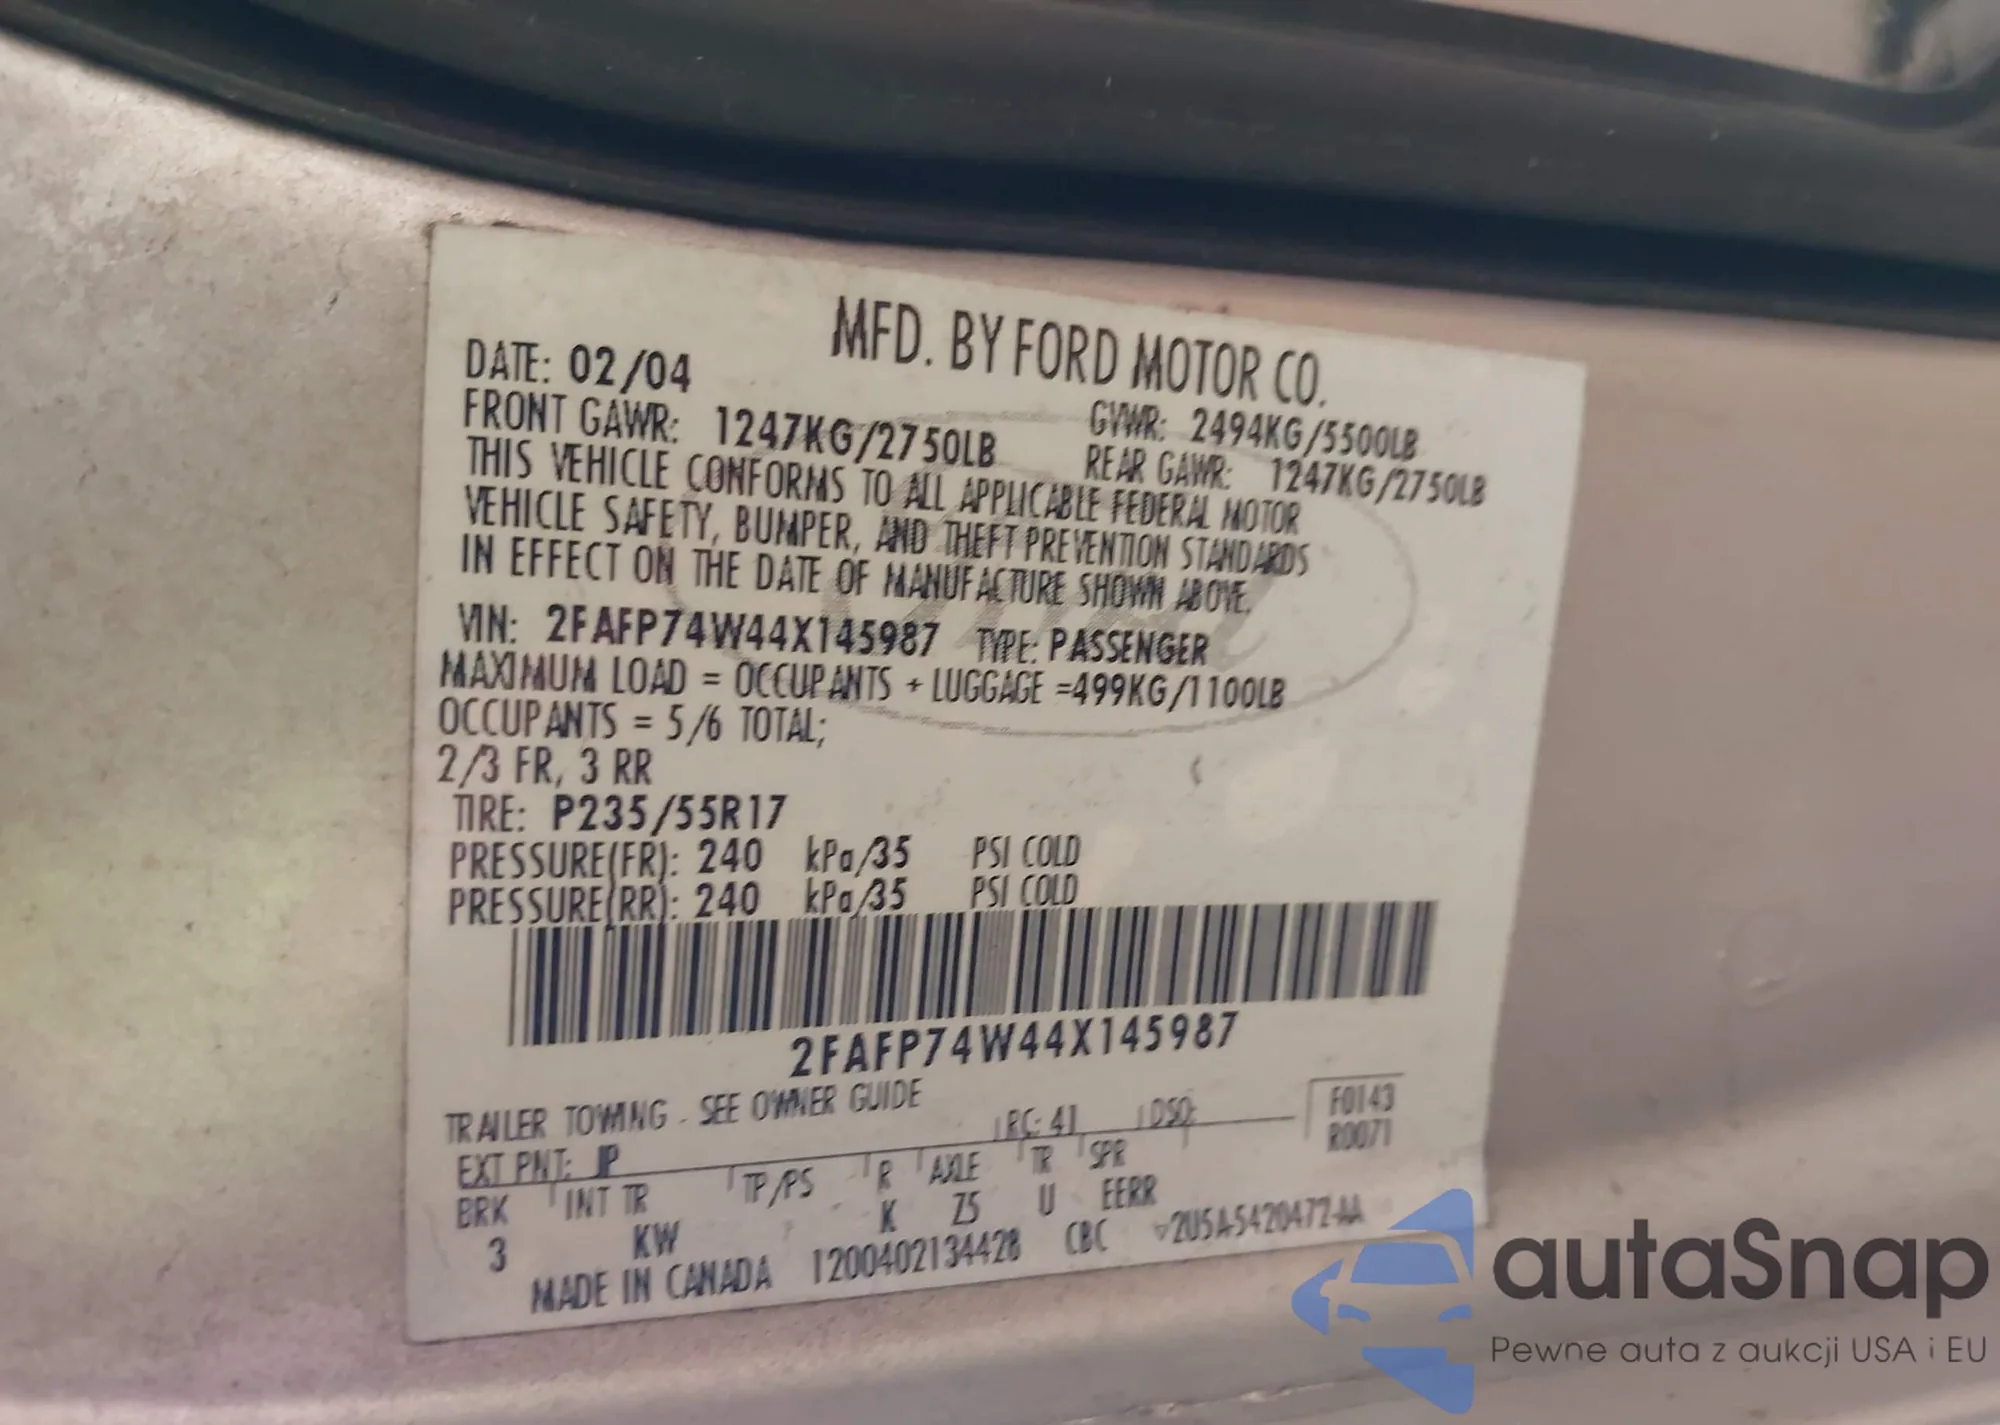 MFD. BY FORD MOTOR CO.
DATE: 02/04
GVWR: 2494KG/5500LB
FRONT GAWR: 1247KG/2750LB
REAR GAWR: 1247KG/2750LB
THIS VEHICLE CONFORMS TO ALL APPLICABLE FEDERAL MOTOR
VEHICLE SAFETY, BUMPER, AND THEFT PREVENTION STANDARDS
IN EFFECT ON THE DATE OF MANUFACTURE SHOWN ABOVE.
VIN: 2FAFP74W44X145987 TYPE: PASSENGER
MAXIMUM LOAD = OCCUPANTS + LUGGAGE =499KG/1100LB
OCCUPANTS = 5/6 TOTAL;
2/3 FR, 3 RR
TIRE: P235/55R17
PRESSURE(FR): 240 kPa/35 PSI COLD
PRESSURE(RR): 240 kPa/35 PSI COLD
2FAFP74W44X145987
TRAILER TOWING - SEE OWNER GUIDE
F0143
RC: 41 DSO:
R0071
EXT PNT: JP
BRK INT TR TP/PS R AXLE TR SPR
3 KW K Z5 U EERR
MADE IN CANADA 1200402134428 CBC 2U5A-5420472-AA
autaSnap
Pewne auta z aukcji USA i EU